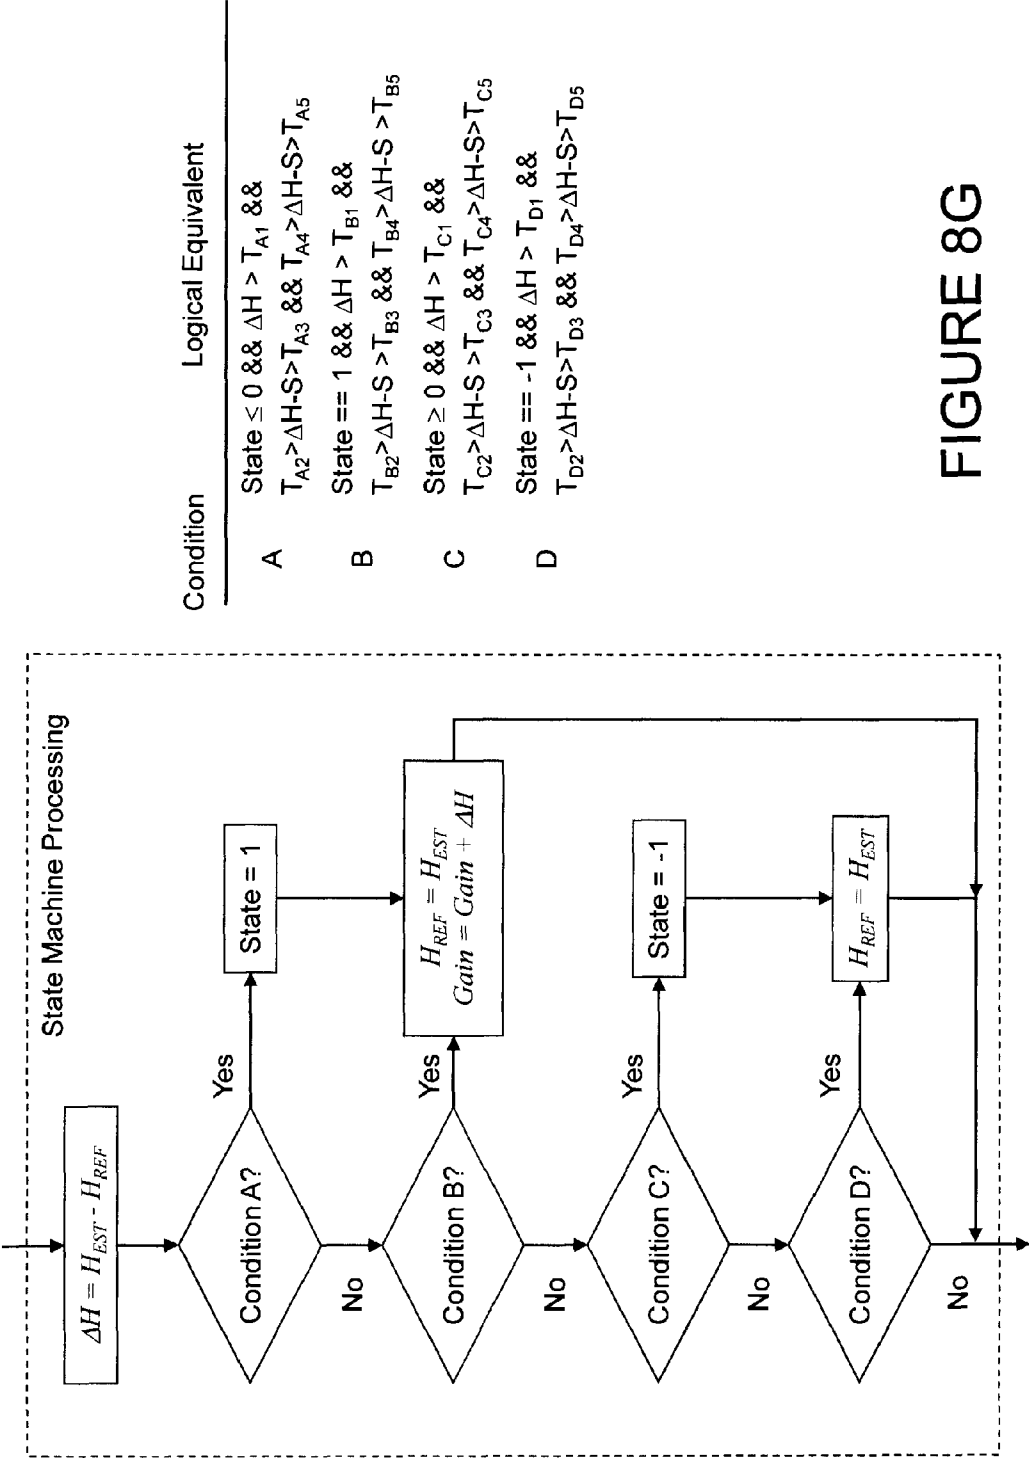 State Machine Processing
ΔH = H_EST - H_REF
Condition A?
Yes
State = 1
No
Condition B?
Yes
H_REF = H_EST
Gain = Gain + ΔH
No
Condition C?
Yes
State = -1
No
Condition D?
Yes
H_REF = H_EST
No
Condition Logical Equivalent
A State ≤ 0 && ΔH > T_A1 &&
T_A2>ΔH-S>T_A3 && T_A4>ΔH-S>T_A5
B State == 1 && ΔH > T_B1 &&
T_B2>ΔH-S >T_B3 && T_B4>ΔH-S >T_B5
C State ≥ 0 && ΔH > T_C1 &&
T_C2>ΔH-S >T_C3 && T_C4>ΔH-S>T_C5
D State == -1 && ΔH > T_D1 &&
T_D2>ΔH-S>T_D3 && T_D4>ΔH-S>T_D5
FIGURE 8G